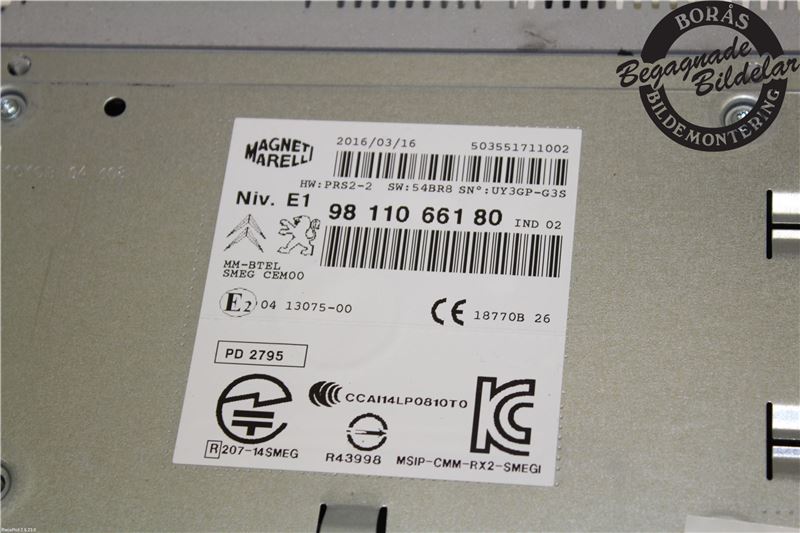 BORÅS
Begagnade
Bildelar
BILDEMONTERING
MAGNETI
MARELLI
2016/03/16 503551711002
HW:PRS2-2 SW:54BR8 SN°:UY3GP-G3S
Niv. E1 98 110 661 80 IND 02
MM-BTEL
SMEG CEM00
E2 04 13075-00 CE 18770B 26
PD 2795
CCAI14LP0810T0
R 207-14SMEG
R43998 MSIP-CMM-RX2-SMEGI